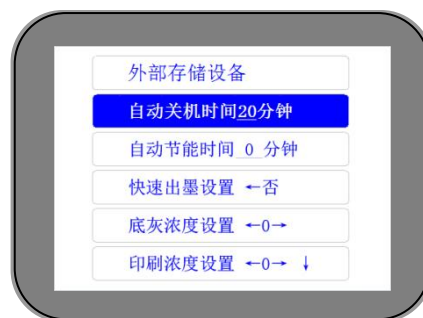 外部存储设备
自动关机时间20分钟
自动节能时间 0 分钟
快速出墨设置 ←否
底灰浓度设置 ←0→
印刷浓度设置 ←0→ ↓